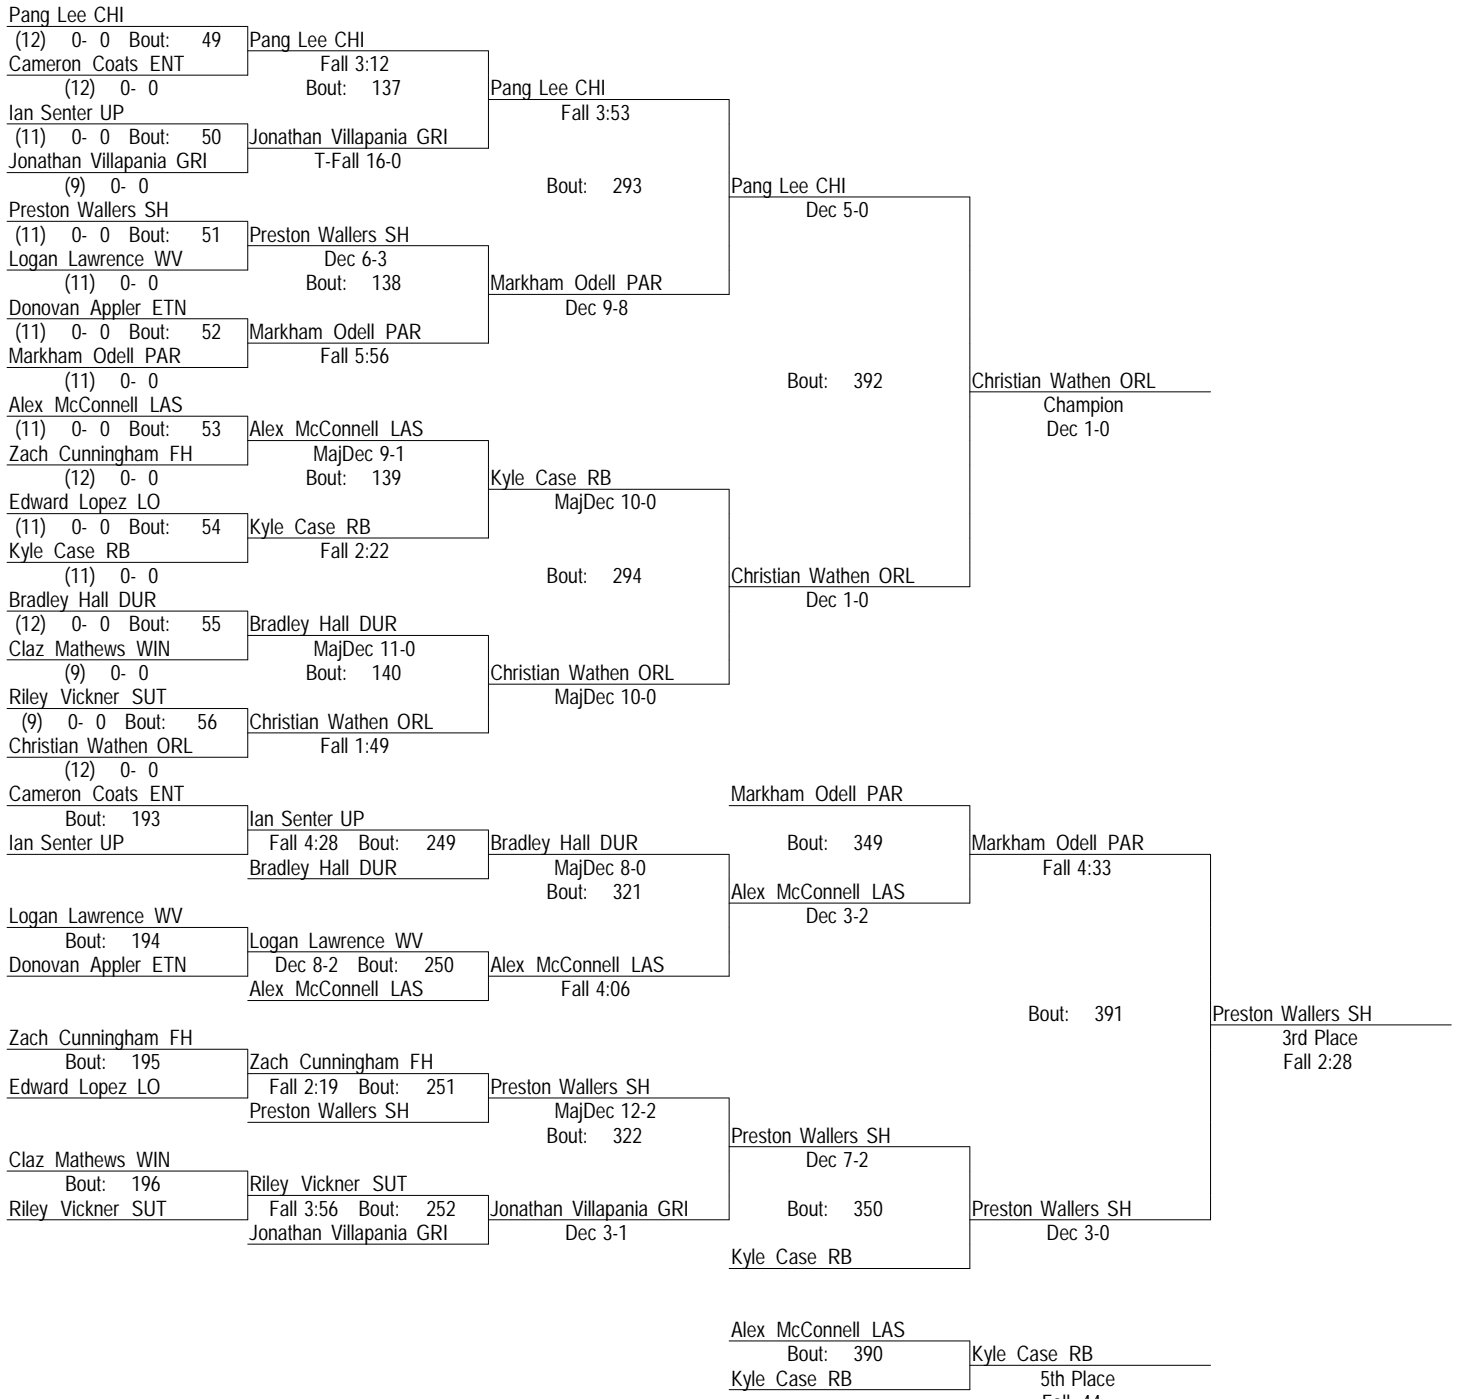 Pang Lee CHI
(12) 0- 0 Bout: 49 Pang Lee CHI
Cameron Coats ENT Fall 3:12
(12) 0- 0 Bout: 137 Pang Lee CHI
Ian Senter UP Fall 3:53
(11) 0- 0 Bout: 50 Jonathan Villapania GRI
Jonathan Villapania GRI T-Fall 16-0
(9) 0- 0 Bout: 293 Pang Lee CHI
Preston Wallers SH Dec 5-0
(11) 0- 0 Bout: 51 Preston Wallers SH
Logan Lawrence WV Dec 6-3
(11) 0- 0 Bout: 138 Markham Odell PAR
Donovan Appler ETN Dec 9-8
(11) 0- 0 Bout: 52 Markham Odell PAR
Markham Odell PAR Fall 5:56
(11) 0- 0 Bout: 392 Christian Wathen ORL
Alex McConnell LAS Champion
(11) 0- 0 Bout: 53 Alex McConnell LAS Dec 1-0
Zach Cunningham FH MajDec 9-1
(12) 0- 0 Bout: 139 Kyle Case RB
Edward Lopez LO MajDec 10-0
(11) 0- 0 Bout: 54 Kyle Case RB
Kyle Case RB Fall 2:22
(11) 0- 0 Bout: 294 Christian Wathen ORL
Bradley Hall DUR Dec 1-0
(12) 0- 0 Bout: 55 Bradley Hall DUR
Claz Mathews WIN MajDec 11-0
(9) 0- 0 Bout: 140 Christian Wathen ORL
Riley Vickner SUT MajDec 10-0
(9) 0- 0 Bout: 56 Christian Wathen ORL
Christian Wathen ORL Fall 1:49
(12) 0- 0
Cameron Coats ENT Markham Odell PAR
Bout: 193 Ian Senter UP
Ian Senter UP Fall 4:28 Bout: 249 Bradley Hall DUR Bout: 349 Markham Odell PAR
Bradley Hall DUR MajDec 8-0 Fall 4:33
Bout: 321 Alex McConnell LAS
Logan Lawrence WV Dec 3-2
Bout: 194 Logan Lawrence WV
Donovan Appler ETN Dec 8-2 Bout: 250 Alex McConnell LAS
Alex McConnell LAS Fall 4:06
Bout: 391 Preston Wallers SH
Zach Cunningham FH 3rd Place
Bout: 195 Zach Cunningham FH Fall 2:28
Edward Lopez LO Fall 2:19 Bout: 251 Preston Wallers SH
Preston Wallers SH MajDec 12-2
Bout: 322 Preston Wallers SH
Claz Mathews WIN Dec 7-2
Bout: 196 Riley Vickner SUT
Riley Vickner SUT Fall 3:56 Bout: 252 Jonathan Villapania GRI Bout: 350 Preston Wallers SH
Jonathan Villapania GRI Dec 3-1 Dec 3-0
Kyle Case RB
Alex McConnell LAS
Bout: 390 Kyle Case RB
Kyle Case RB 5th Place